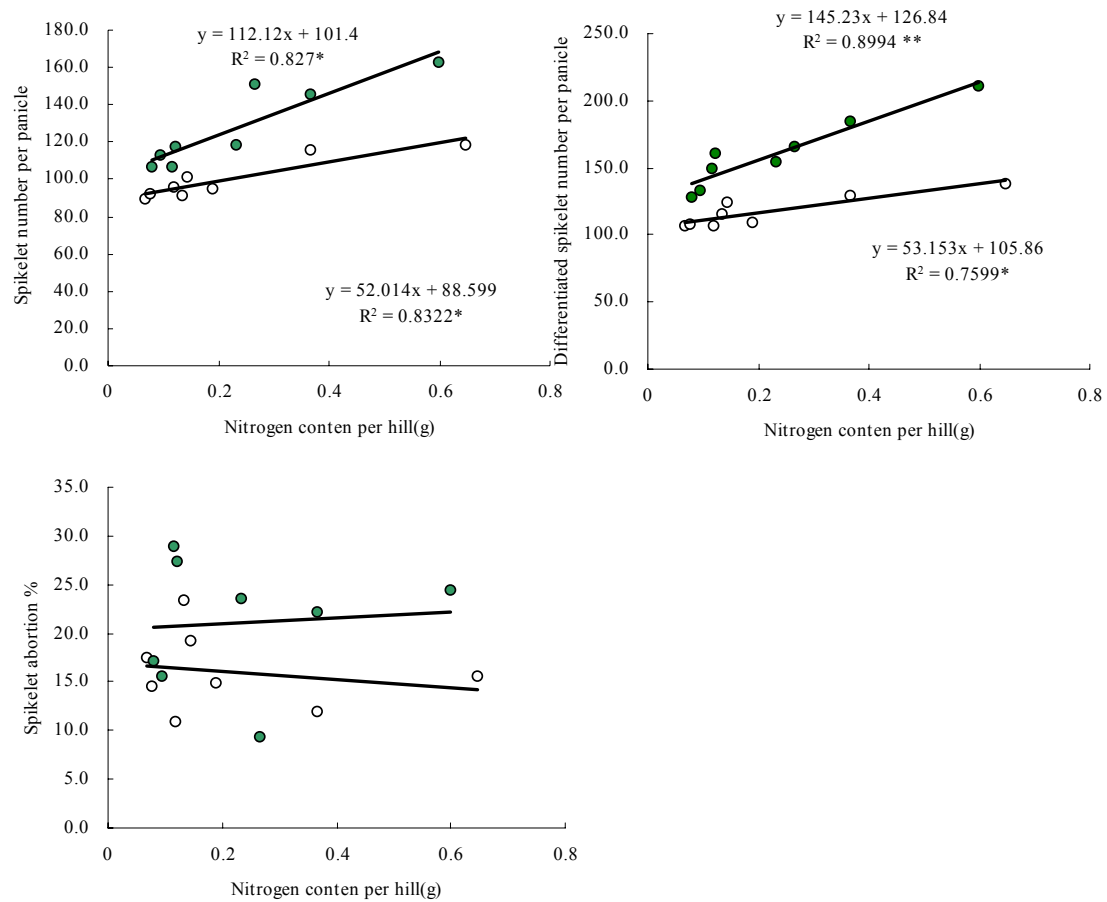 y = 112.12x + 101.4
R² = 0.827*
180.0
160.0
140.0
120.0
100.0
80.0
60.0
40.0
20.0
0.0
Spikelet number per panicle
y = 52.014x + 88.599
R² = 0.8322*
0
0.2
0.4
0.6
0.8
Nitrogen conten per hill(g)
y = 145.23x + 126.84
R² = 0.8994 **
250.0
200.0
150.0
100.0
50.0
0.0
Differentiated spikelet number per panicle
y = 53.153x + 105.86
R² = 0.7599*
0
0.2
0.4
0.6
0.8
Nitrogen conten per hill(g)
35.0
30.0
25.0
20.0
15.0
10.0
5.0
0.0
Spikelet abortion %
0
0.2
0.4
0.6
0.8
Nitrogen conten per hill(g)